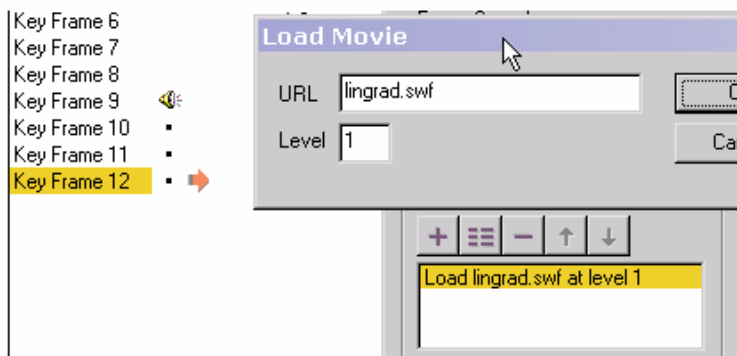 Key Frame 6
Key Frame 7
Key Frame 8
Key Frame 9
Key Frame 10
Key Frame 11
Key Frame 12
Load Movie
URL lingrad.swf
Level 1
Load lingrad.swf at level 1